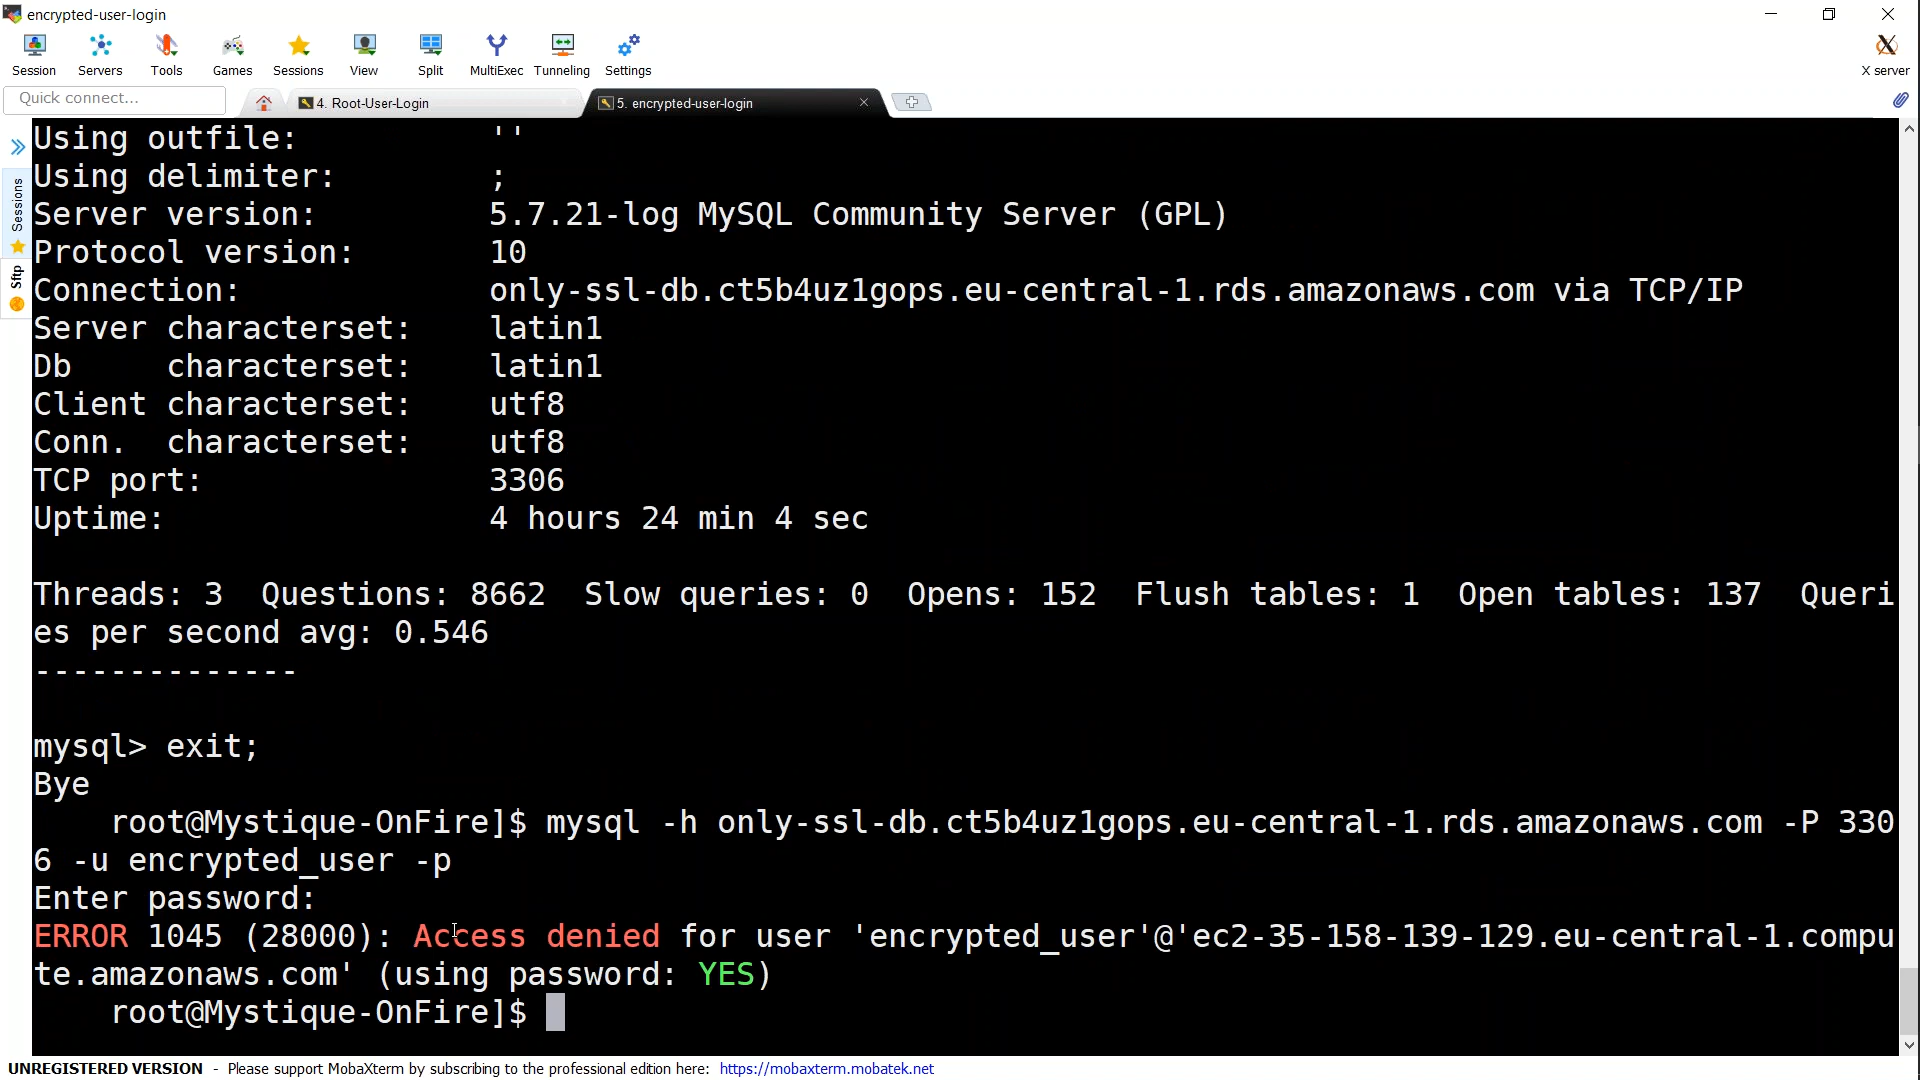 encrypted-user-login
Session Servers Tools Games Sessions View Split MultiExec Tunneling Settings X server
Quick connect... 4. Root-User-Login 5. encrypted-user-login
Sessions
Sftp
Using outfile: ''
Using delimiter: ;
Server version: 5.7.21-log MySQL Community Server (GPL)
Protocol version: 10
Connection: only-ssl-db.ct5b4uz1gops.eu-central-1.rds.amazonaws.com via TCP/IP
Server characterset: latin1
Db characterset: latin1
Client characterset: utf8
Conn. characterset: utf8
TCP port: 3306
Uptime: 4 hours 24 min 4 sec
Threads: 3 Questions: 8662 Slow queries: 0 Opens: 152 Flush tables: 1 Open tables: 137 Queri
es per second avg: 0.546
--------------
mysql> exit;
Bye
root@Mystique-OnFire]$ mysql -h only-ssl-db.ct5b4uz1gops.eu-central-1.rds.amazonaws.com -P 330
6 -u encrypted_user -p
Enter password:
ERROR 1045 (28000): Access denied for user 'encrypted_user'@'ec2-35-158-139-129.eu-central-1.compu
te.amazonaws.com' (using password: YES)
root@Mystique-OnFire]$
UNREGISTERED VERSION - Please support MobaXterm by subscribing to the professional edition here: https://mobaxterm.mobatek.net